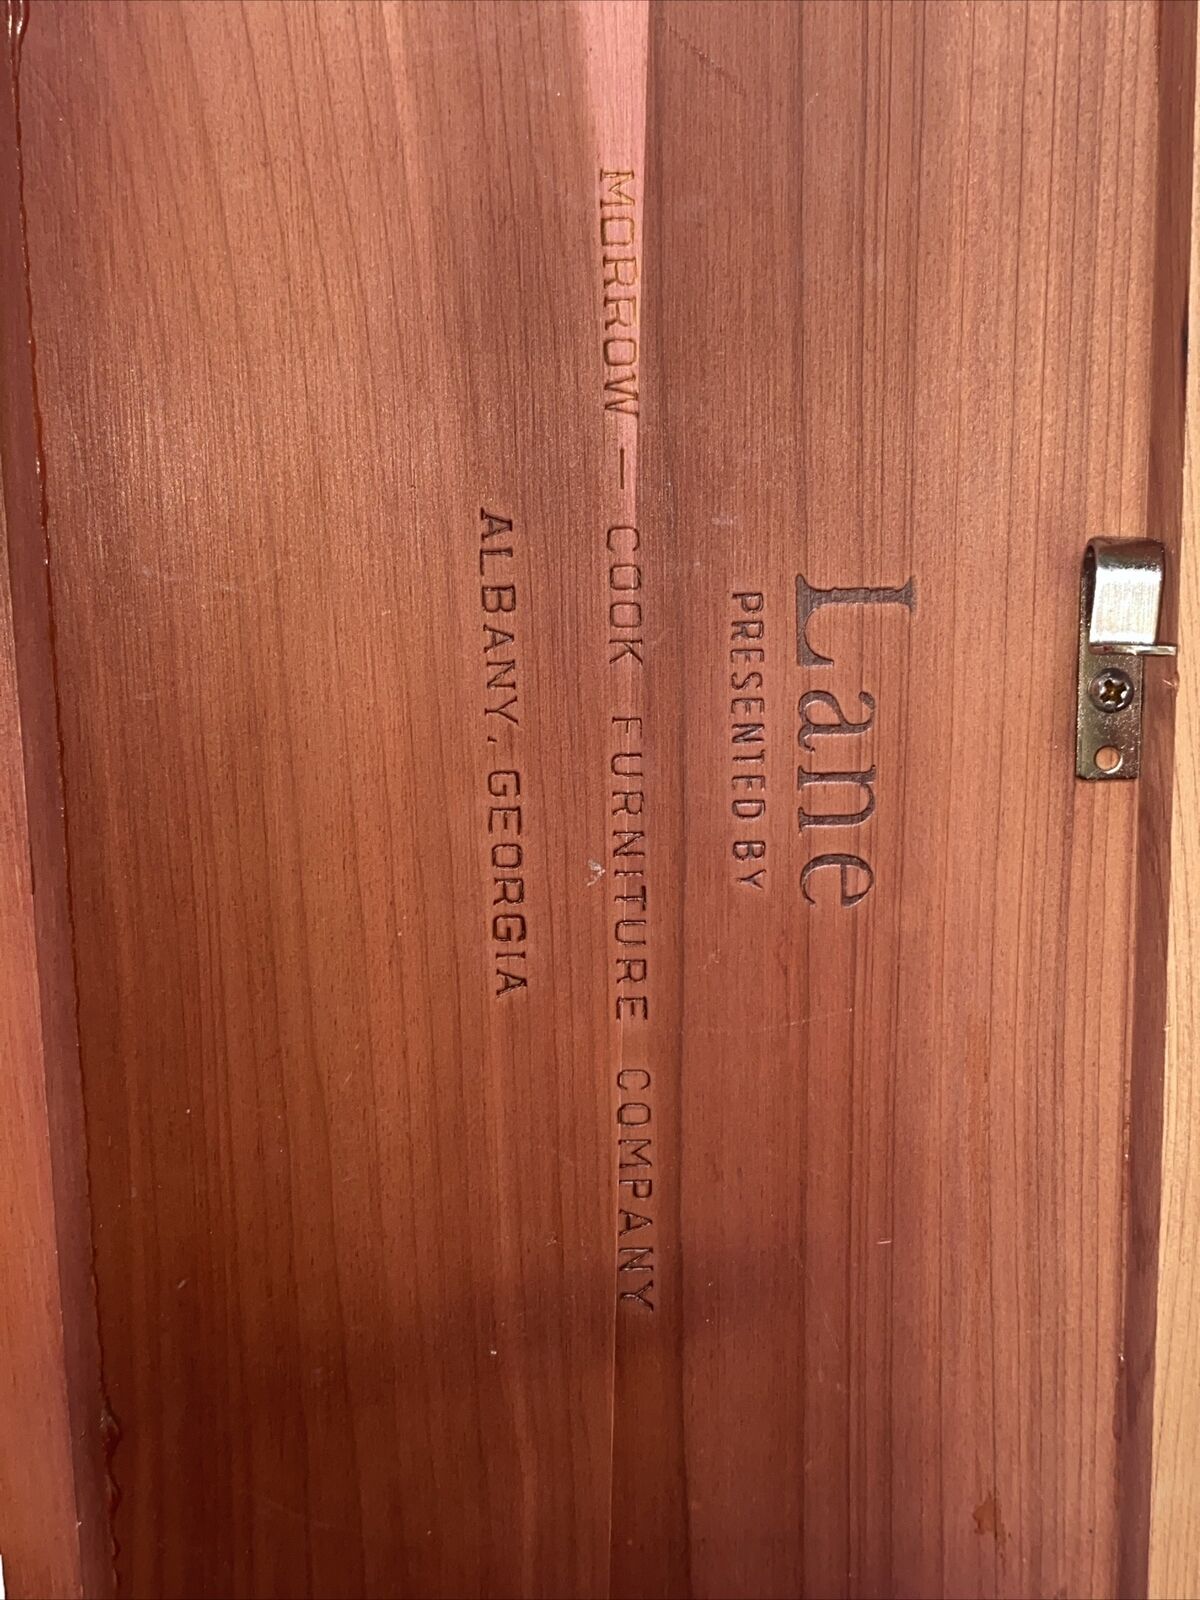 Lane
PRESENTED BY
MORROW - COOK FURNITURE COMPANY
ALBANY, GEORGIA